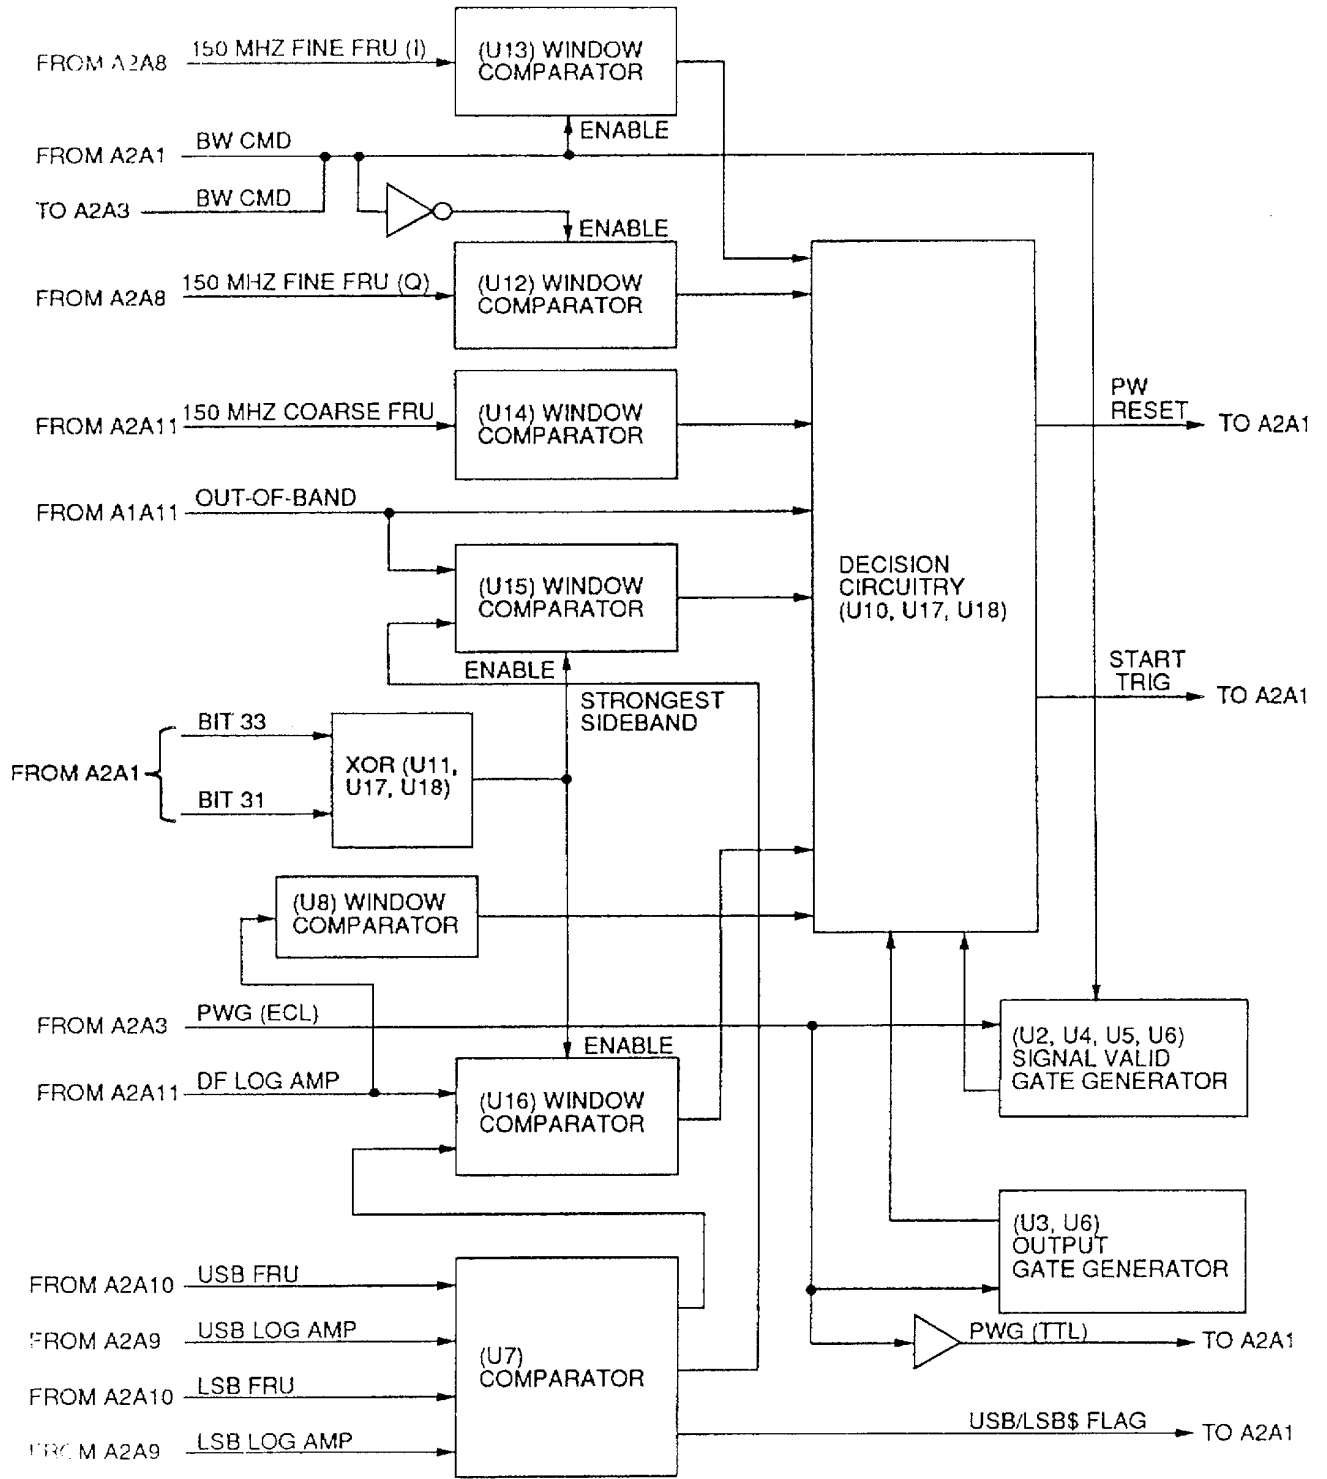 150 MHZ FINE FRU (I)
FROM A2A8
(U13) WINDOW
COMPARATOR
ENABLE
BW CMD
FROM A2A1
BW CMD
TO A2A3
ENABLE
150 MHZ FINE FRU (Q)
FROM A2A8
(U12) WINDOW
COMPARATOR
150 MHZ COARSE FRU
FROM A2A11
(U14) WINDOW
COMPARATOR
PW
RESET
TO A2A1
OUT-OF-BAND
FROM A1A11
(U15) WINDOW
COMPARATOR
DECISION
CIRCUITRY
(U10, U17, U18)
ENABLE
STRONGEST
SIDEBAND
START
TRIG
TO A2A1
BIT 33
FROM A2A1
BIT 31
XOR (U11,
U17, U18)
(U8) WINDOW
COMPARATOR
PWG (ECL)
FROM A2A3
ENABLE
(U2, U4, U5, U6)
SIGNAL VALID
GATE GENERATOR
DF LOG AMP
FROM A2A11
(U16) WINDOW
COMPARATOR
(U3, U6)
OUTPUT
GATE GENERATOR
USB FRU
FROM A2A10
USB LOG AMP
FROM A2A9
LSB FRU
FROM A2A10
LSB LOG AMP
FROM A2A9
(U7)
COMPARATOR
PWG (TTL)
TO A2A1
USB/LSB$ FLAG
TO A2A1